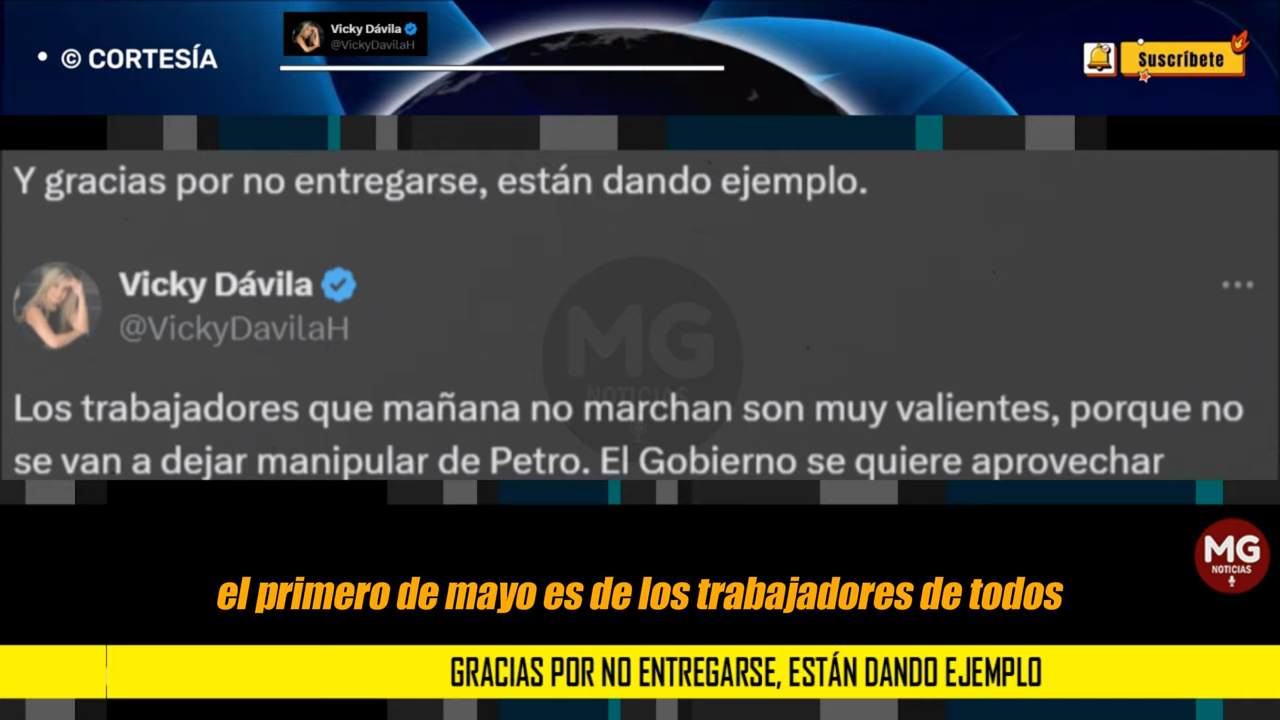 • © CORTESÍA
Vicky Dávila
@VickyDavilaH
Suscríbete
Y gracias por no entregarse, están dando ejemplo.
Vicky Dávila
@VickyDavilaH
Los trabajadores que mañana no marchan son muy valientes, porque no
se van a dejar manipular de Petro. El Gobierno se quiere aprovechar
MG
NOTICIAS
MG
NOTICIAS
el primero de mayo es de los trabajadores de todos
GRACIAS POR NO ENTREGARSE, ESTÁN DANDO EJEMPLO